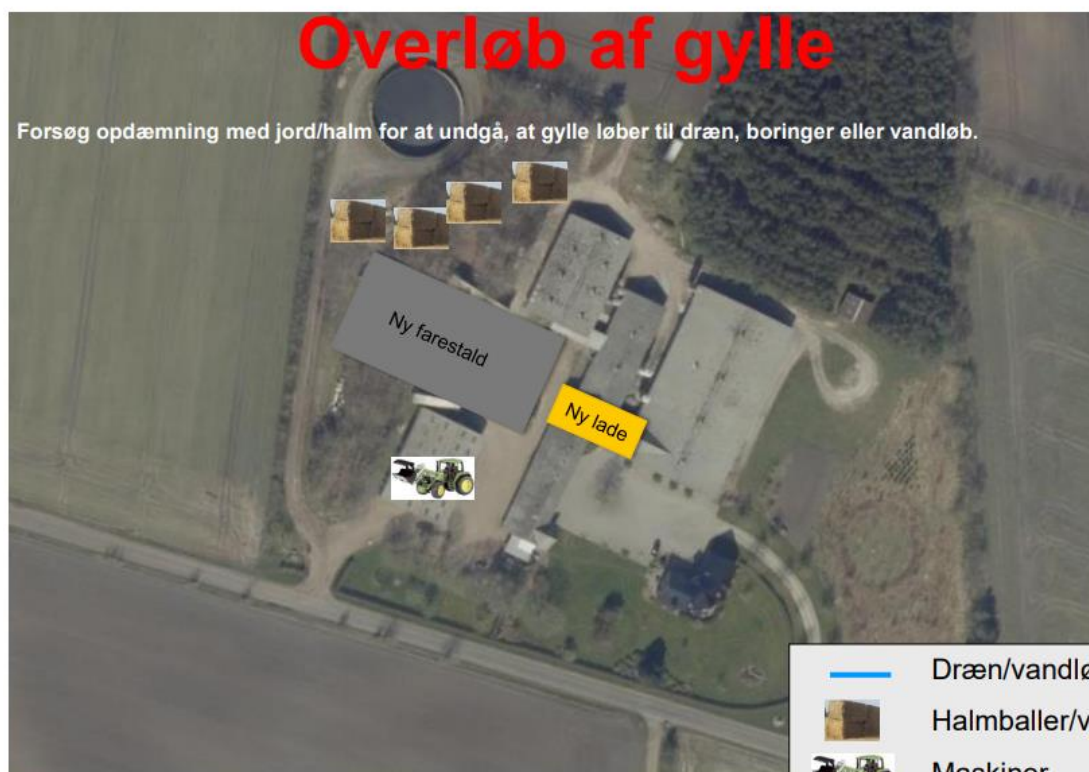 Overløb af gylle
Forsøg opdæmning med jord/halm for at undgå, at gylle løber til dræn, boringer eller vandløb.
Ny farestald
Ny lade
Dræn/vandlø
Halmballer/v
Maskiner